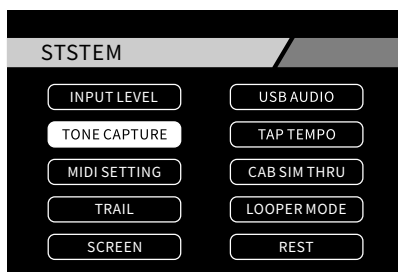 STSTEM
INPUT LEVEL
USB AUDIO
TONE CAPTURE
TAP TEMPO
MIDI SETTING
CAB SIM THRU
TRAIL
LOOPER MODE
SCREEN
REST